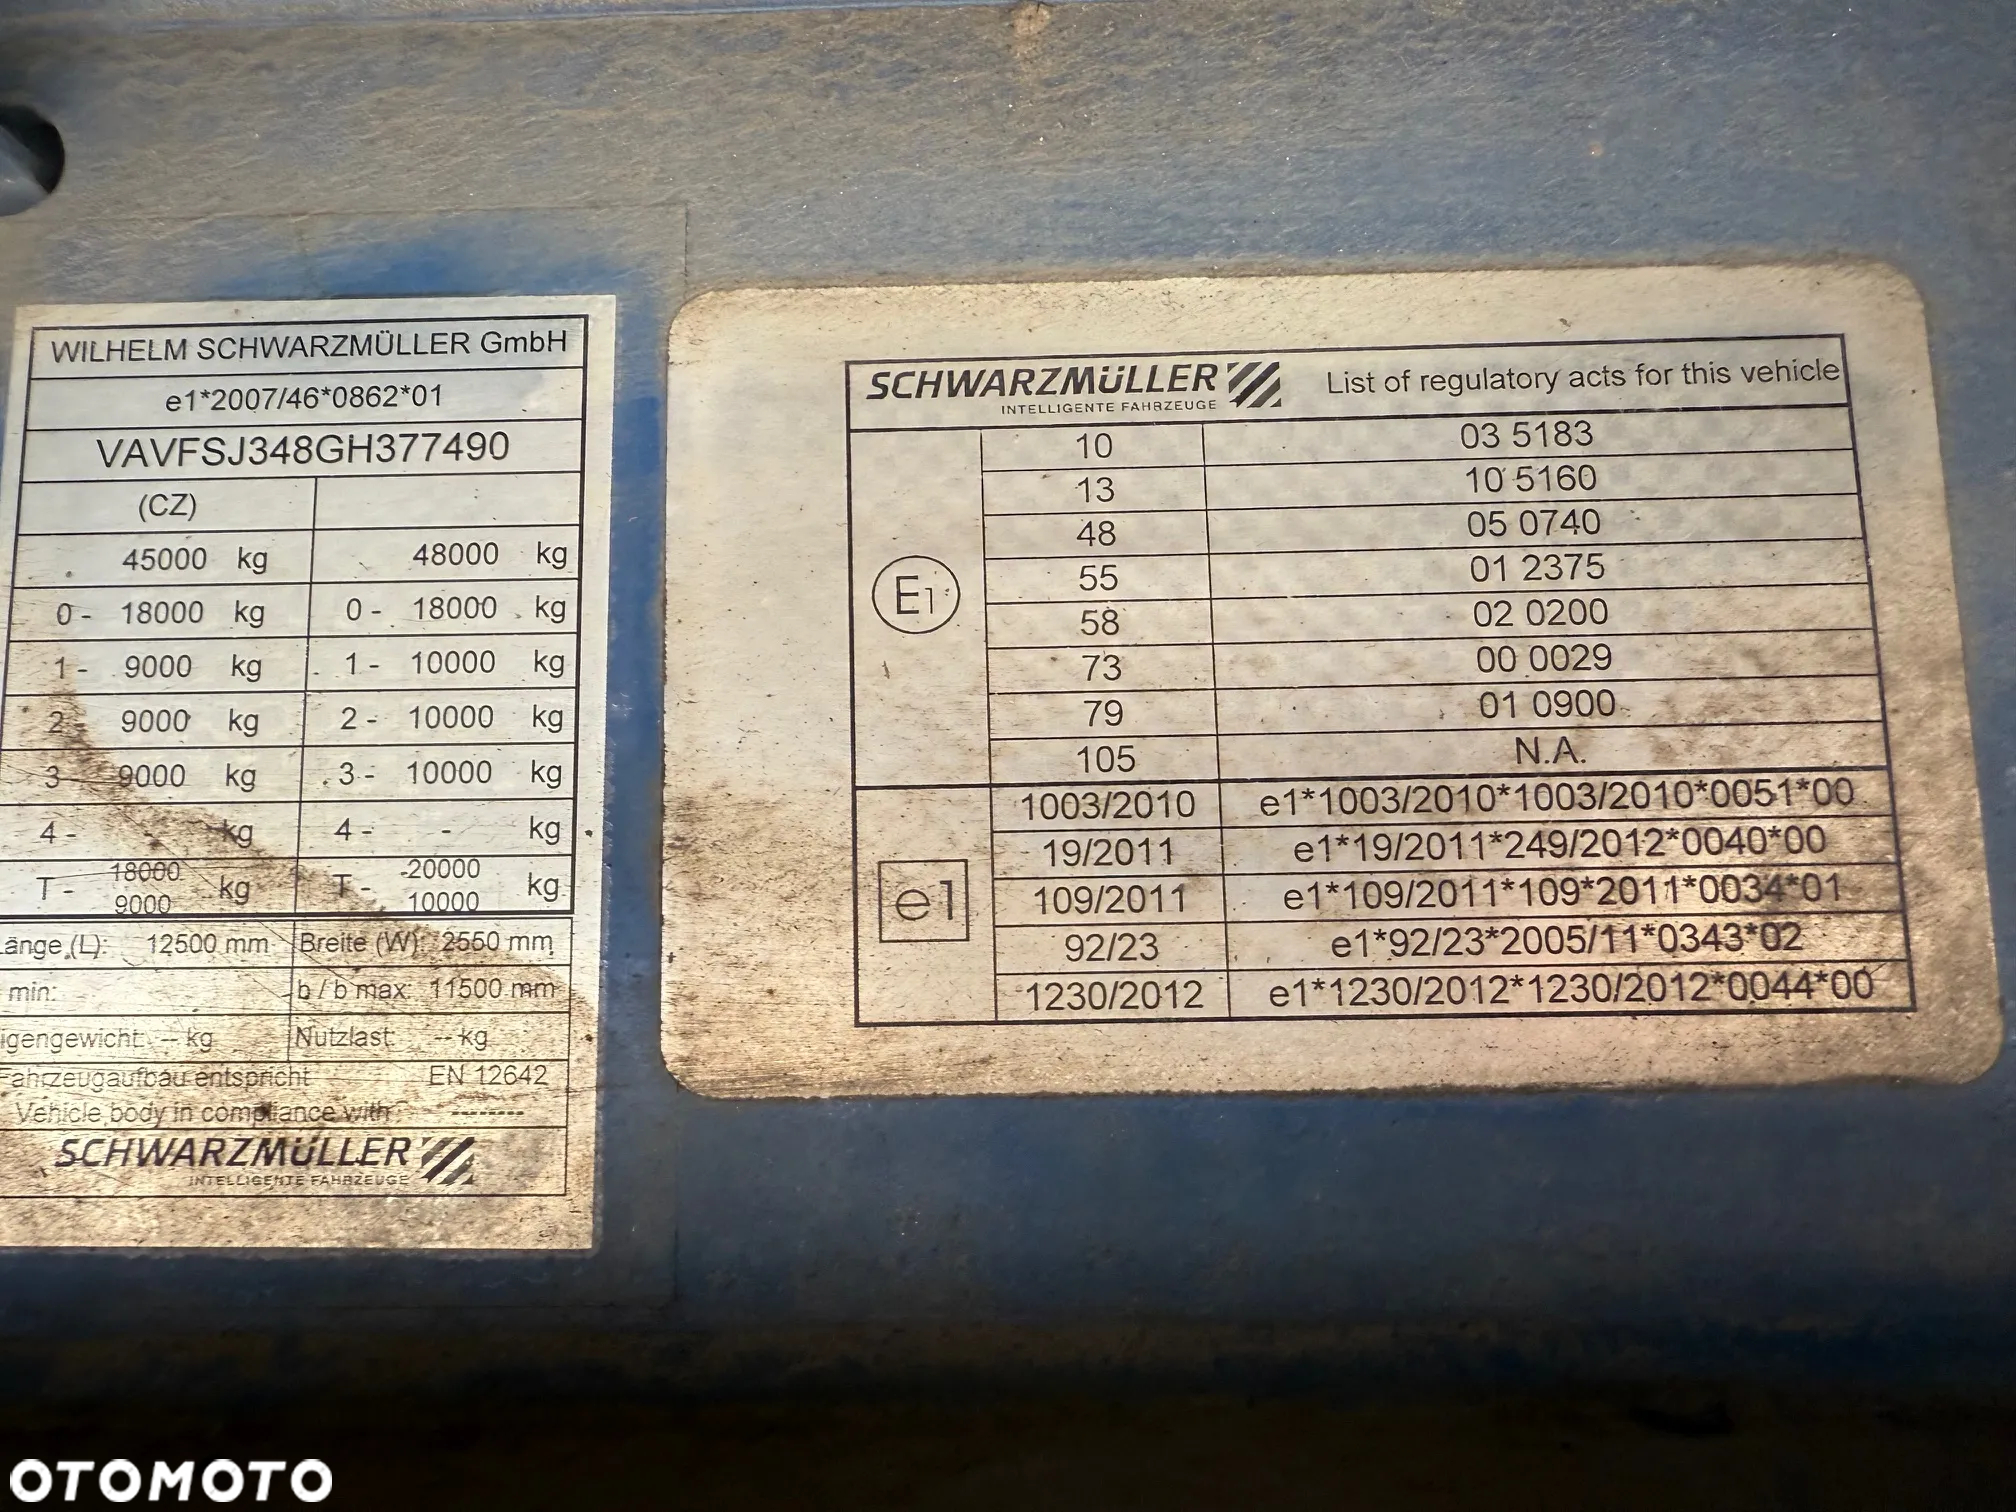 WILHELM SCHWARZMÜLLER GmbH
e1*2007/46*0862*01
VAVFSJ348GH377490
(CZ)
45000 kg 48000 kg
0 - 18000 kg 0 - 18000 kg
1 - 9000 kg 1 - 10000 kg
2 - 9000 kg 2 - 10000 kg
3 - 9000 kg 3 - 10000 kg
4 - - kg 4 - - kg
T - 18000 9000 kg T - 20000 10000 kg
änge (L): 12500 mm Breite (W): 2550 mm
min: b / b max: 11500 mm
igengewicht: -- kg Nutzlast: -- kg
Fahrzeugaufbau entspricht EN 12642
Vehicle body in compliance with: -------
SCHWARZMÜLLER
INTELLIGENTE FAHRZEUGE
SCHWARZMÜLLER List of regulatory acts for this vehicle
INTELLIGENTE FAHRZEUGE
E1
10 03 5183
13 10 5160
48 05 0740
55 01 2375
58 02 0200
73 00 0029
79 01 0900
105 N.A.
e1
1003/2010 e1*1003/2010*1003/2010*0051*00
19/2011 e1*19/2011*249/2012*0040*00
109/2011 e1*109/2011*109*2011*0034*01
92/23 e1*92/23*2005/11*0343*02
1230/2012 e1*1230/2012*1230/2012*0044*00
OTOMOTO